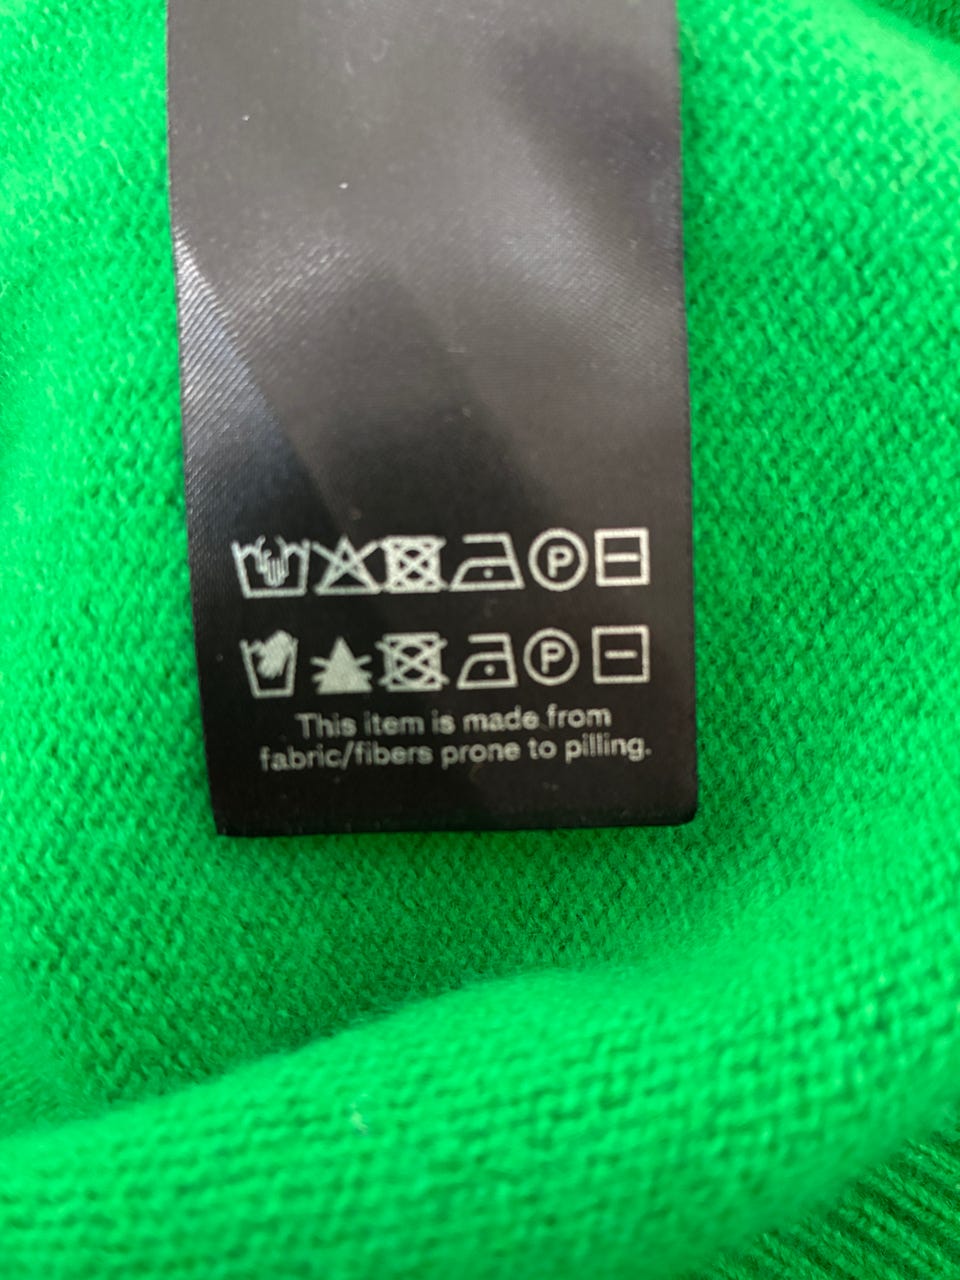 P
P
This item is made from
fabric/fibers prone to pilling.